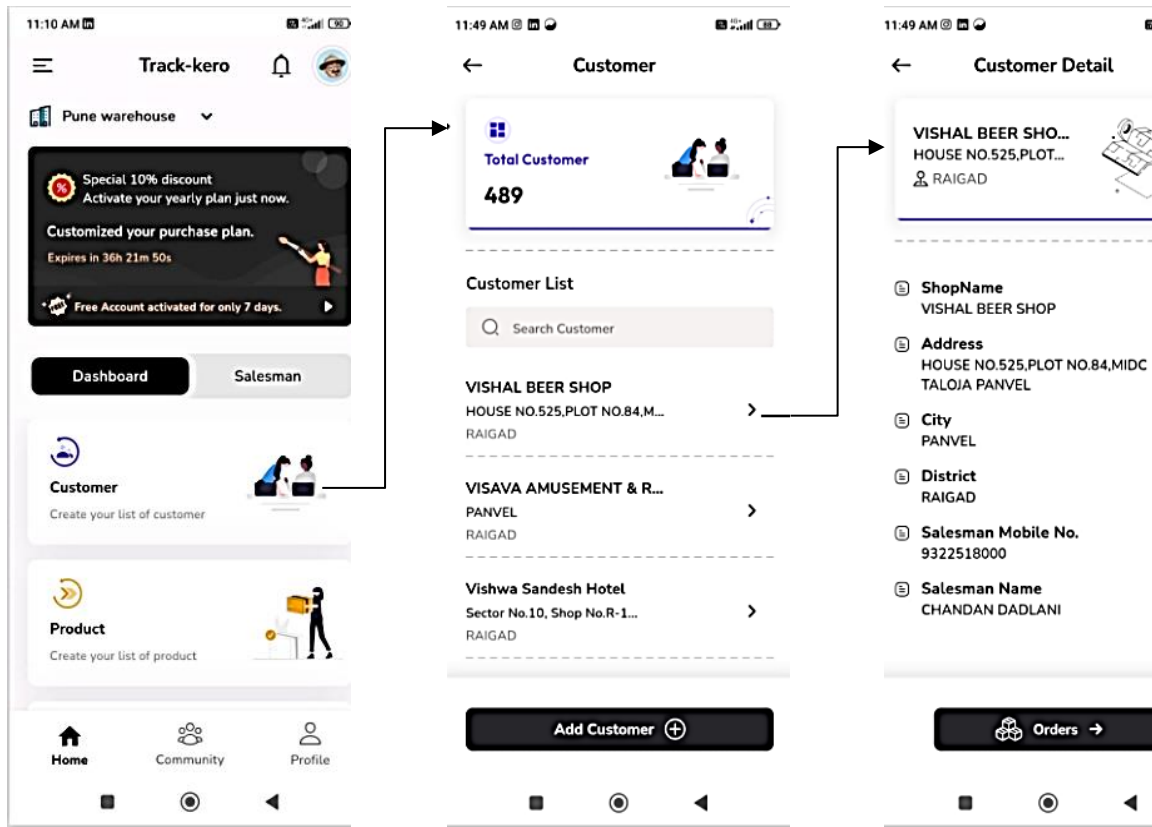 11:10 AM
90
Track-kero
Pune warehouse
Special 10% discount
Activate your yearly plan just now.
Customized your purchase plan.
Expires in 36h 21m 50s
Free Account activated for only 7 days.
Dashboard
Salesman
Customer
Create your list of customer
Product
Create your list of product
Home
Community
Profile
11:49 AM
Customer
Total Customer
489
Customer List
Search Customer
VISHAL BEER SHOP
HOUSE NO.525,PLOT NO.84,M...
RAIGAD
VISAVA AMUSEMENT & R...
PANVEL
RAIGAD
Vishwa Sandesh Hotel
Sector No.10, Shop No.R-1...
RAIGAD
Add Customer
11:49 AM
Customer Detail
VISHAL BEER SHO...
HOUSE NO.525,PLOT...
RAIGAD
ShopName
VISHAL BEER SHOP
Address
HOUSE NO.525,PLOT NO.84,MIDC
TALOJA PANVEL
City
PANVEL
District
RAIGAD
Salesman Mobile No.
9322518000
Salesman Name
CHANDAN DADLANI
Orders